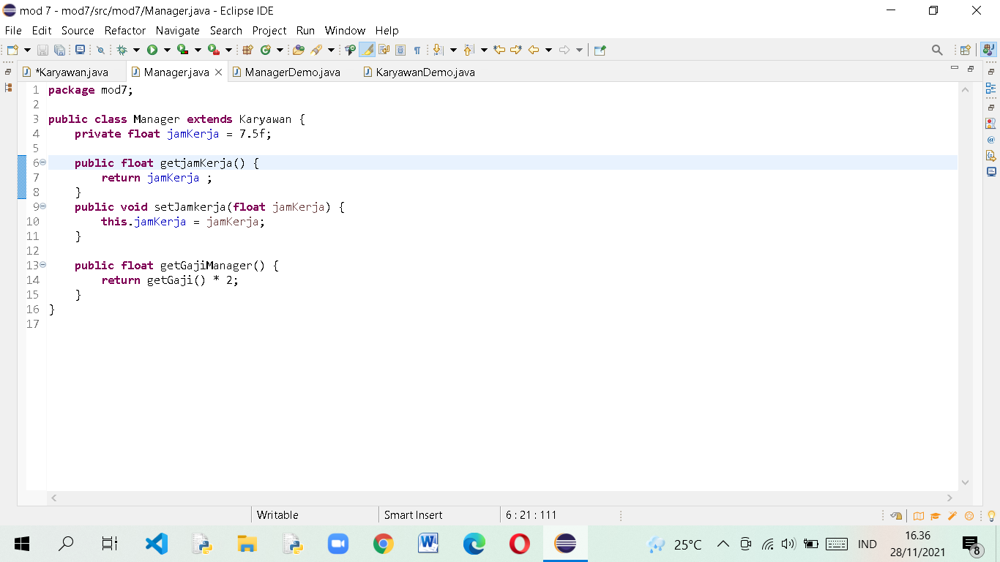 mod 7 - mod7/src/mod7/Manager.java - Eclipse IDE
File Edit Source Refactor Navigate Search Project Run Window Help
*Karyawan.java Manager.java ManagerDemo.java KaryawanDemo.java
1 package mod7;
2
3 public class Manager extends Karyawan {
4 private float jamKerja = 7.5f;
5
6 public float getjamKerja() {
7 return jamKerja ;
8 }
9 public void setJamkerja(float jamKerja) {
10 this.jamKerja = jamKerja;
11 }
12
13 public float getGajiManager() {
14 return getGaji() * 2;
15 }
16 }
17
Writable Smart Insert 6 : 21 : 111
25°C IND 16.36
28/11/2021 8